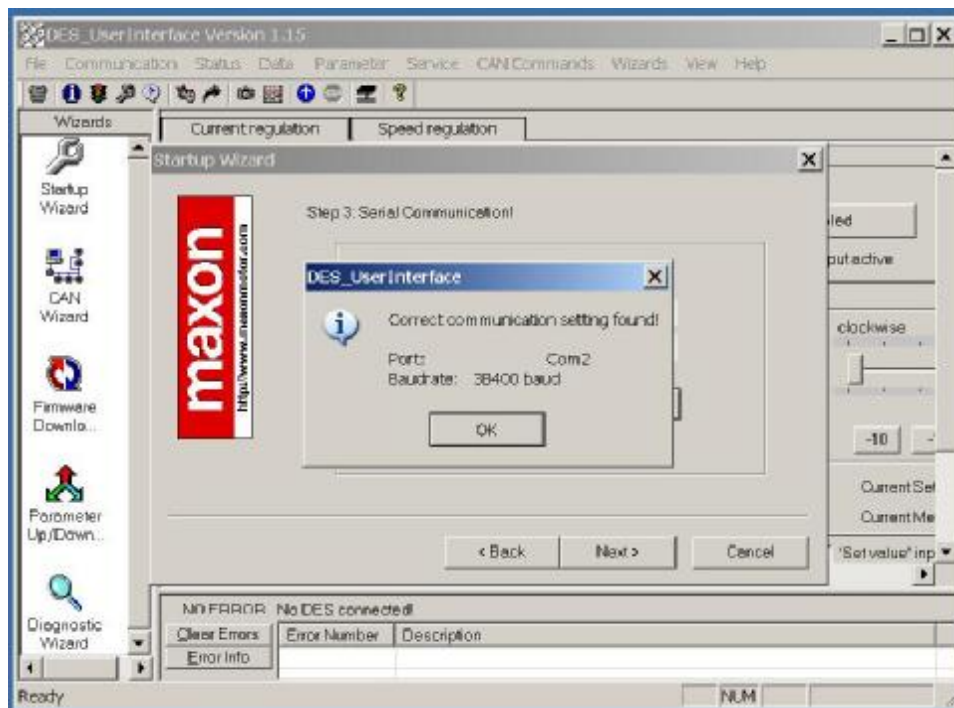 DES_UserInterface Version 1.15
File Communication Status Data Parameter Service CAN Commands Wizards View Help
Wizards
Current regulation
Speed regulation
Startup
Wizard
CAN
Wizard
Firmware
Downlo...
Parameter
Up/Down...
Diagnostic
Wizard
Startup Wizard
maxon
http://www.maxonmotor.com
Step 3: Serial Communication!
DES_UserInterface
Correct communication setting found!
Port: Com2
Baudrate: 38400 baud
OK
< Back
Next >
Cancel
led
put active
clockwise
-10
-
Current Set
Current Me
'Set value" inp
NO ERROR No DES connected!
Clear Errors
Error Info
Error Number
Description
Ready
NUM